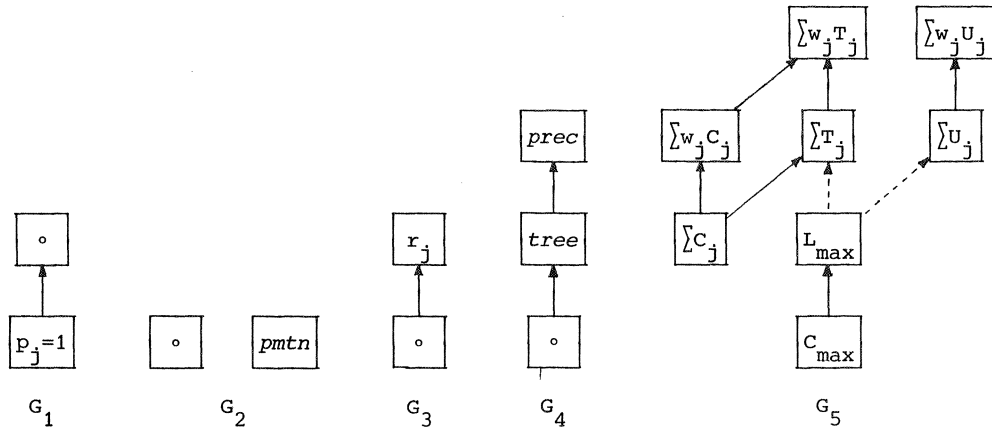 ∑w_jT_j ∑w_jU_j
prec ∑w_jC_j ∑T_j ∑U_j
∘ r_j tree ∑C_j L_max
p_j=1 ∘ pmtn ∘ ∘ C_max
G_1 G_2 G_3 G_4 G_5